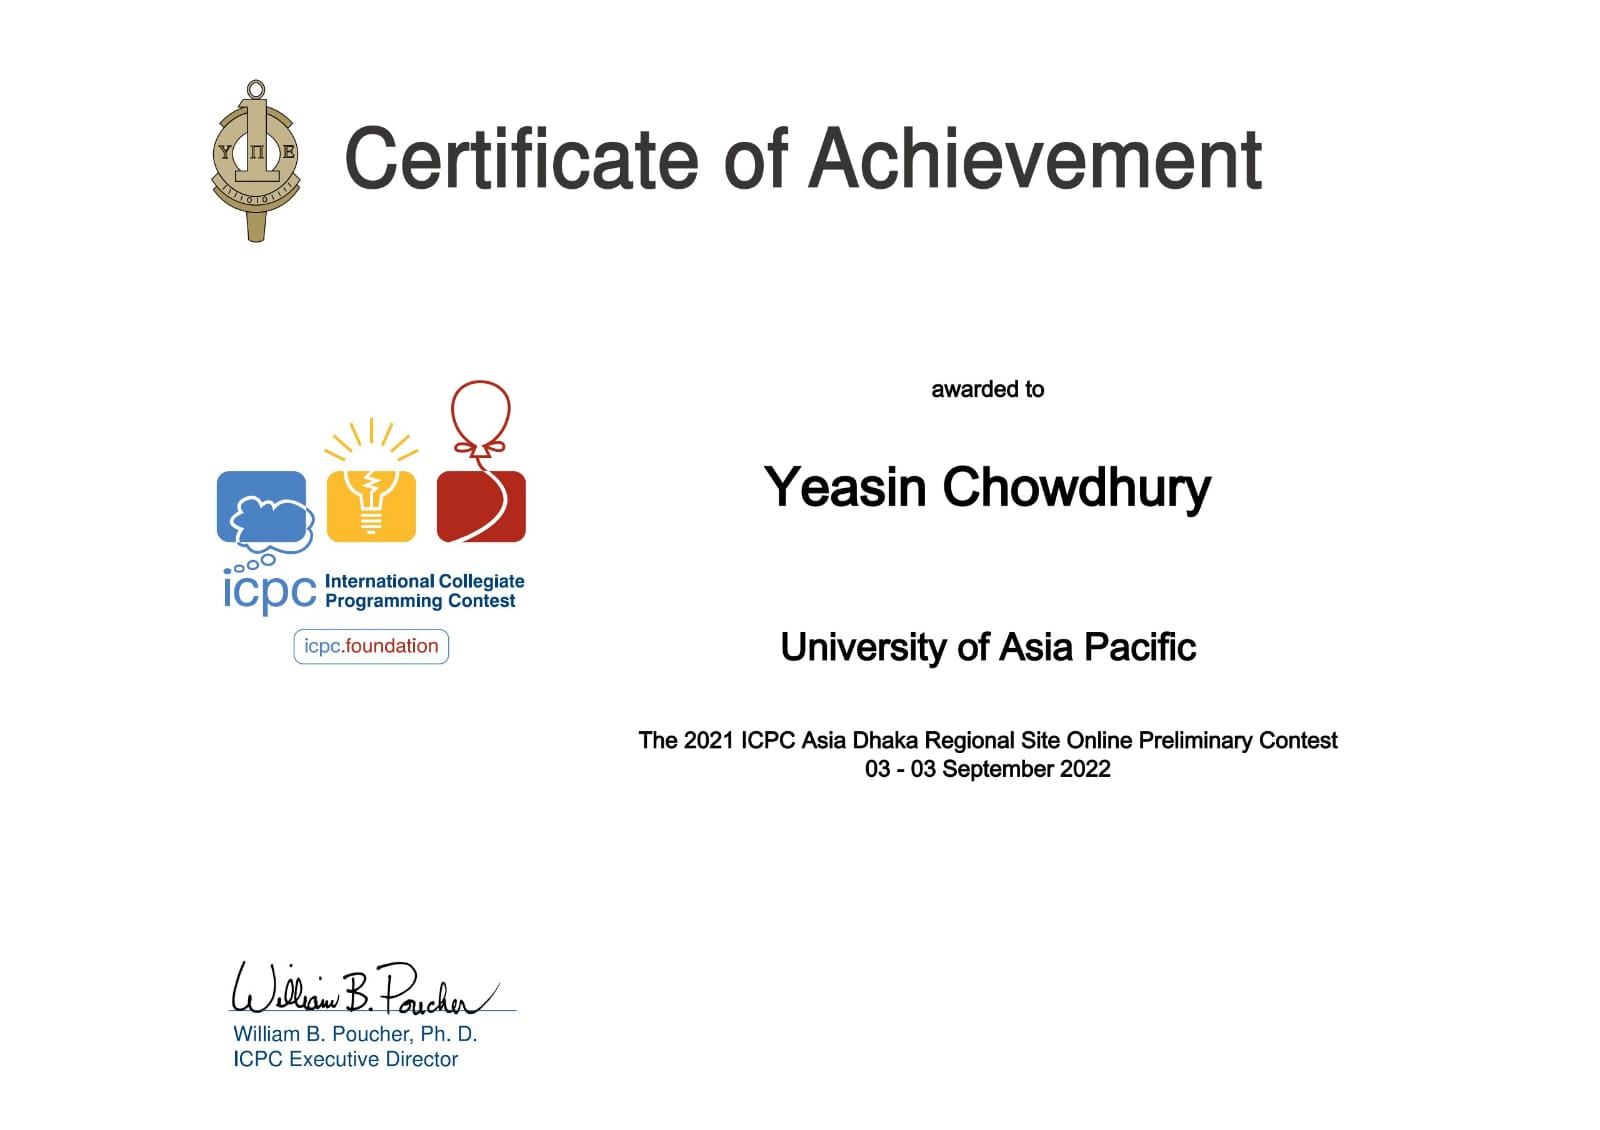 Certificate of Achievement
Υ Π Ε
1
awarded to
Yeasin Chowdhury
icpc International Collegiate
Programming Contest
icpc.foundation
University of Asia Pacific
The 2021 ICPC Asia Dhaka Regional Site Online Preliminary Contest
03 - 03 September 2022
William B. Poucher
William B. Poucher, Ph. D.
ICPC Executive Director